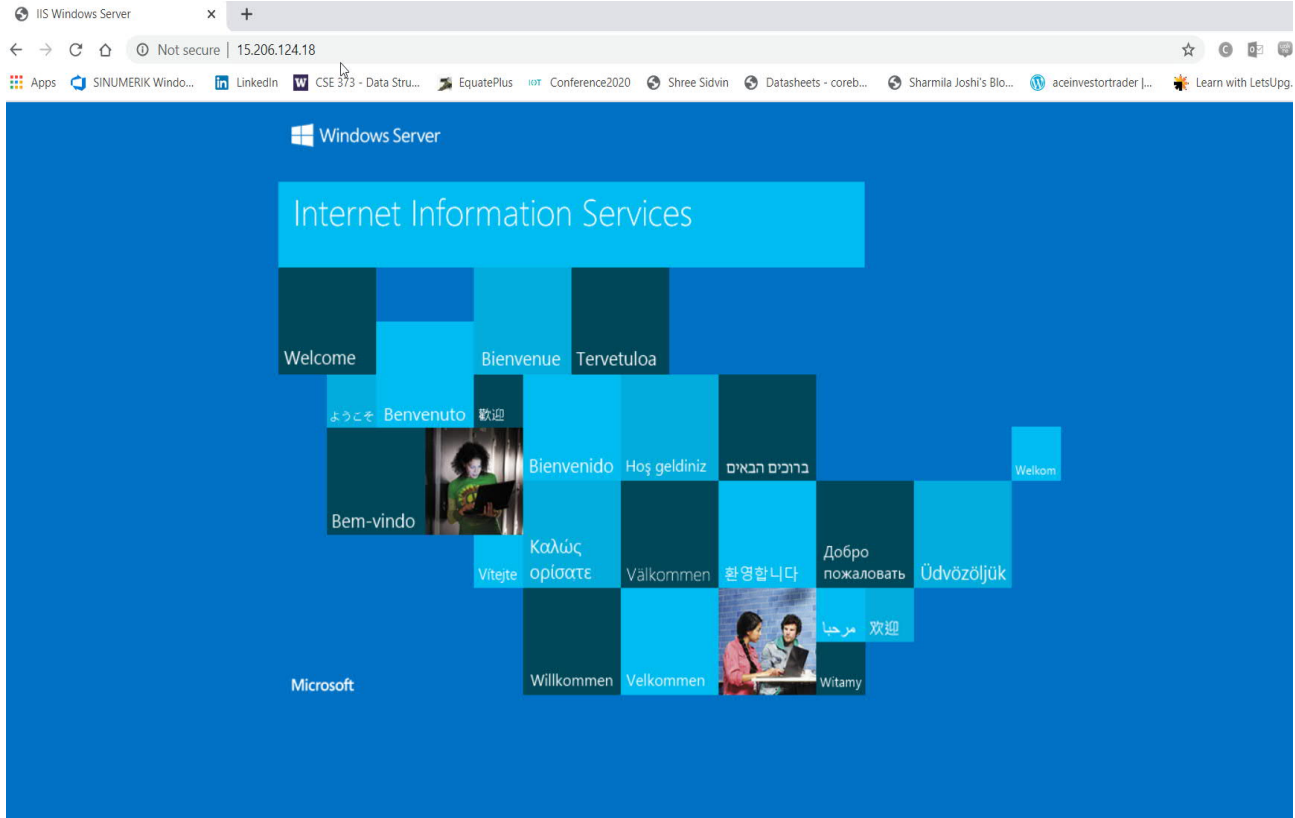 IIS Windows Server
Not secure | 15.206.124.18
Apps SINUMERIK Windo... LinkedIn CSE 373 - Data Stru... EquatePlus Conference2020 Shree Sidvin Datasheets - coreb... Sharmila Joshi's Blo... aceinvestortrader |... Learn with LetsUpg.
Windows Server
Internet Information Services
Welcome
Bienvenue
Tervetuloa
ようこそ
Benvenuto
歡迎
Bienvenido
Hoş geldiniz
ברוכים הבאים
Welkom
Bem-vindo
Vítejte
Καλώς
ορίσατε
Välkommen
환영합니다
Добро
пожаловать
Üdvözöljük
مرحبا
欢迎
Microsoft
Willkommen
Velkommen
Witamy